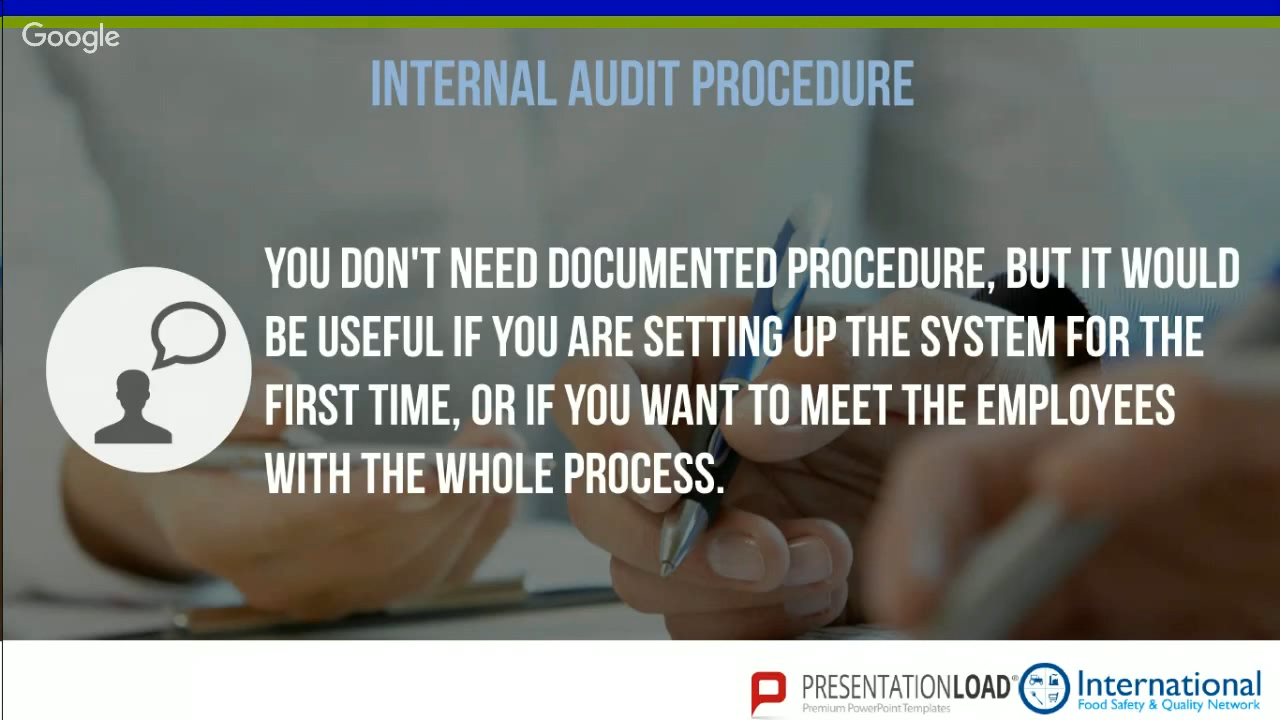 Google
INTERNAL AUDIT PROCEDURE
YOU DON'T NEED DOCUMENTED PROCEDURE, BUT IT WOULD
BE USEFUL IF YOU ARE SETTING UP THE SYSTEM FOR THE
FIRST TIME, OR IF YOU WANT TO MEET THE EMPLOYEES
WITH THE WHOLE PROCESS.
PRESENTATIONLOAD®
Premium PowerPoint Templates
International
Food Safety & Quality Network